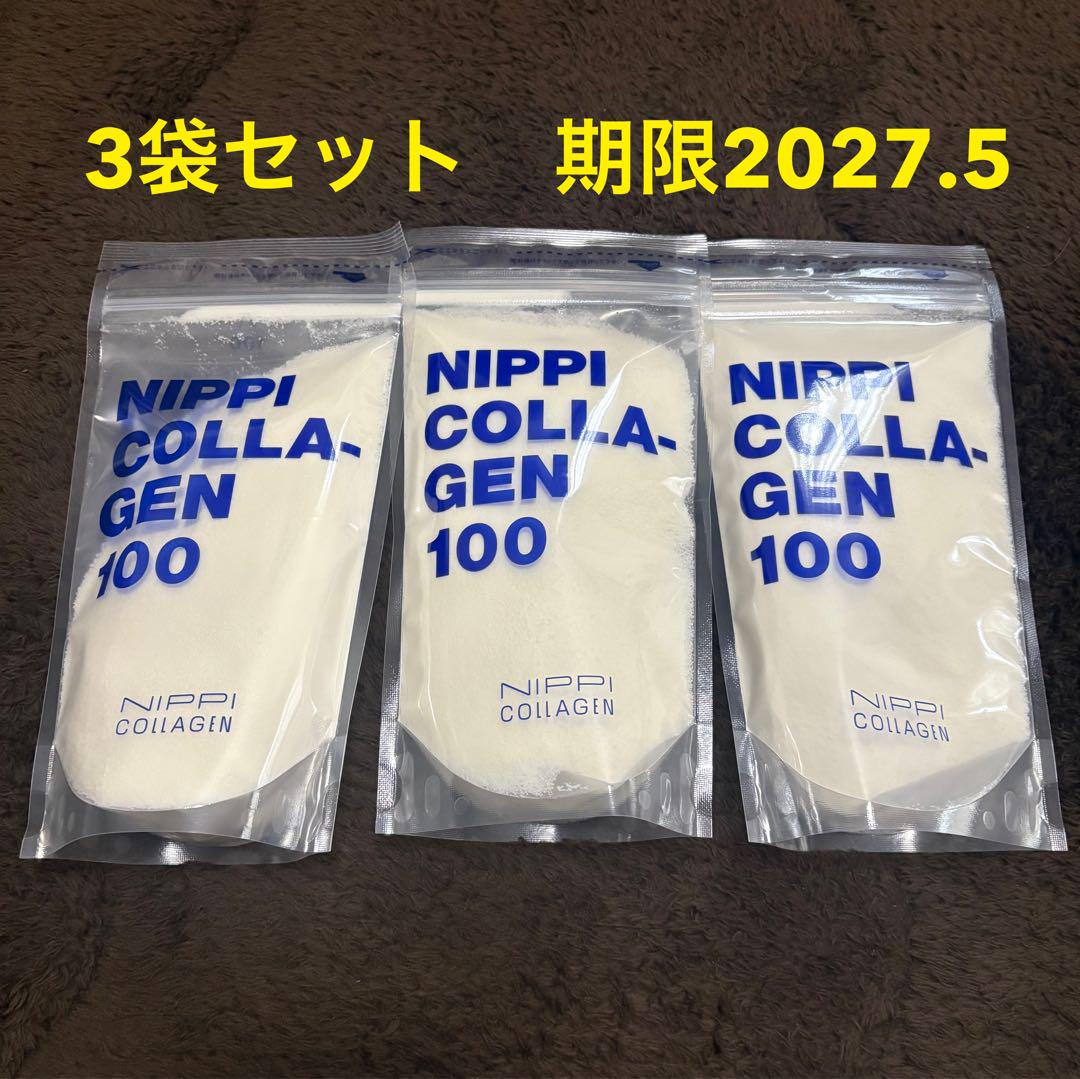 3袋セット　期限2027.5
NIPPI
COLLA-
GEN
100
NIPPI
COLLAGEN
NIPPI
COLLA-
GEN
100
NIPPI
COLLAGEN
NIPPI
COLLA-
GEN
100
NIPPI
COLLAGEN